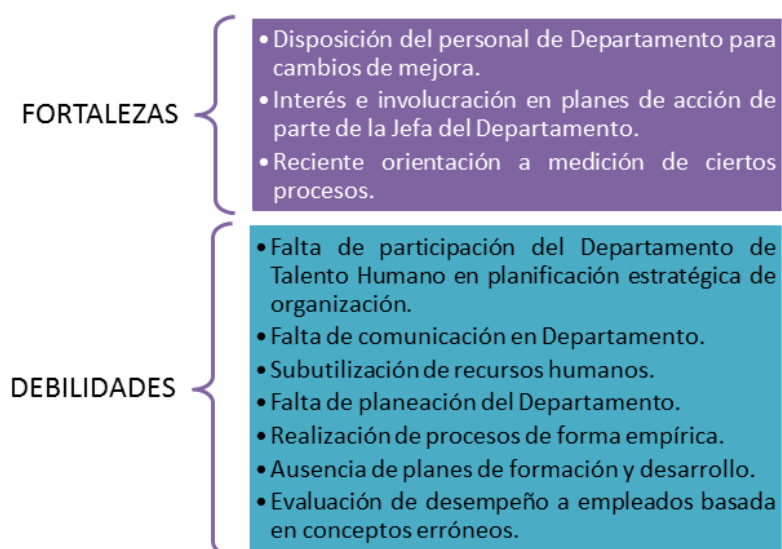 FORTALEZAS
• Disposición del personal de Departamento para
cambios de mejora.
• Interés e involucración en planes de acción de
parte de la Jefa del Departamento.
• Reciente orientación a medición de ciertos
procesos.
DEBILIDADES
• Falta de participación del Departamento de
Talento Humano en planificación estratégica de
organización.
• Falta de comunicación en Departamento.
• Subutilización de recursos humanos.
• Falta de planeación del Departamento.
• Realización de procesos de forma empírica.
• Ausencia de planes de formación y desarrollo.
• Evaluación de desempeño a empleados basada
en conceptos erróneos.